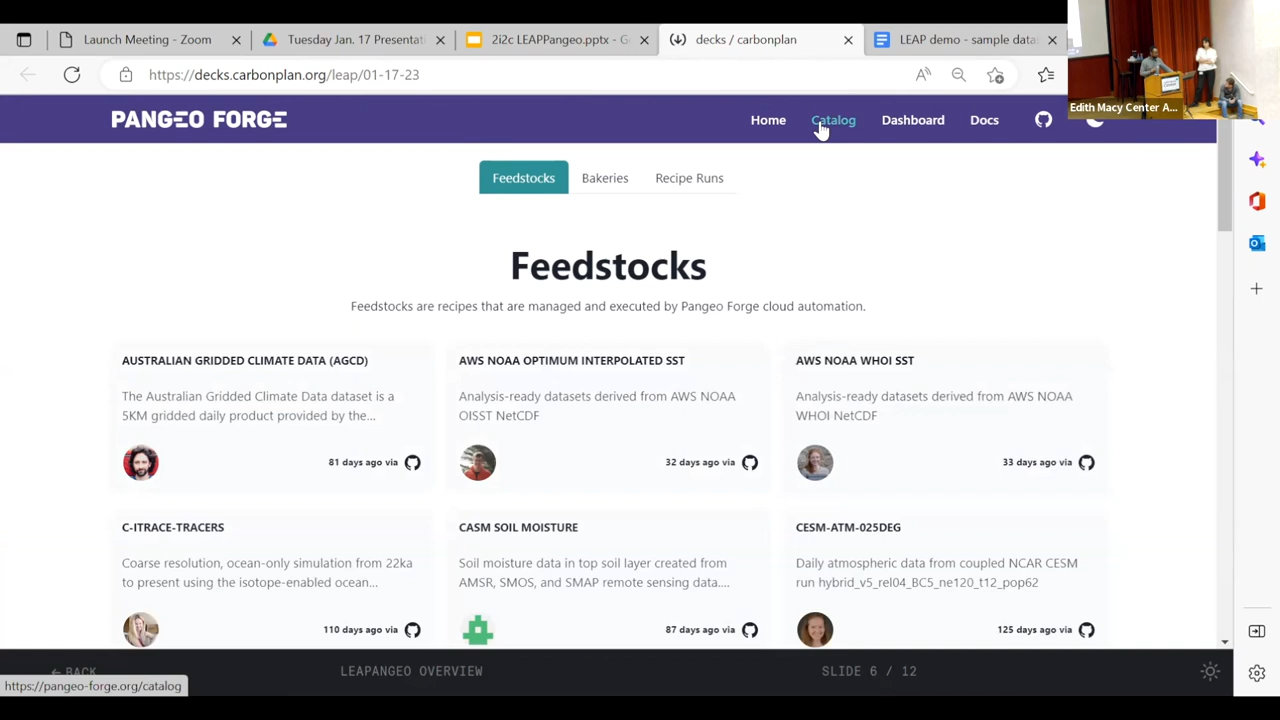 Launch Meeting - Zoom
Tuesday Jan. 17 Presentati
2i2c LEAPPangeo.pptx - G
decks / carbonplan
LEAP demo - sample data
https://decks.carbonplan.org/leap/01-17-23
Edith Macy Center A...
PANGEO FORGE
Home
Catalog
Dashboard
Docs
Feedstocks
Bakeries
Recipe Runs
Feedstocks
Feedstocks are recipes that are managed and executed by Pangeo Forge cloud automation.
AUSTRALIAN GRIDDED CLIMATE DATA (AGCD)
The Australian Gridded Climate Data dataset is a
5KM gridded daily product provided by the...
81 days ago via
AWS NOAA OPTIMUM INTERPOLATED SST
Analysis-ready datasets derived from AWS NOAA
OISST NetCDF
32 days ago via
AWS NOAA WHOI SST
Analysis-ready datasets derived from AWS NOAA
WHOI NetCDF
33 days ago via
C-ITRACE-TRACERS
Coarse resolution, ocean-only simulation from 22ka
to present using the isotope-enabled ocean...
110 days ago via
CASM SOIL MOISTURE
Soil moisture data in top soil layer created from
AMSR, SMOS, and SMAP remote sensing data....
87 days ago via
CESM-ATM-025DEG
Daily atmospheric data from coupled NCAR CESM
run hybrid_v5_rel04_BC5_ne120_t12_pop62
125 days ago via
← BACK
LEAPANGEO OVERVIEW
SLIDE 6 / 12
https://pangeo-forge.org/catalog